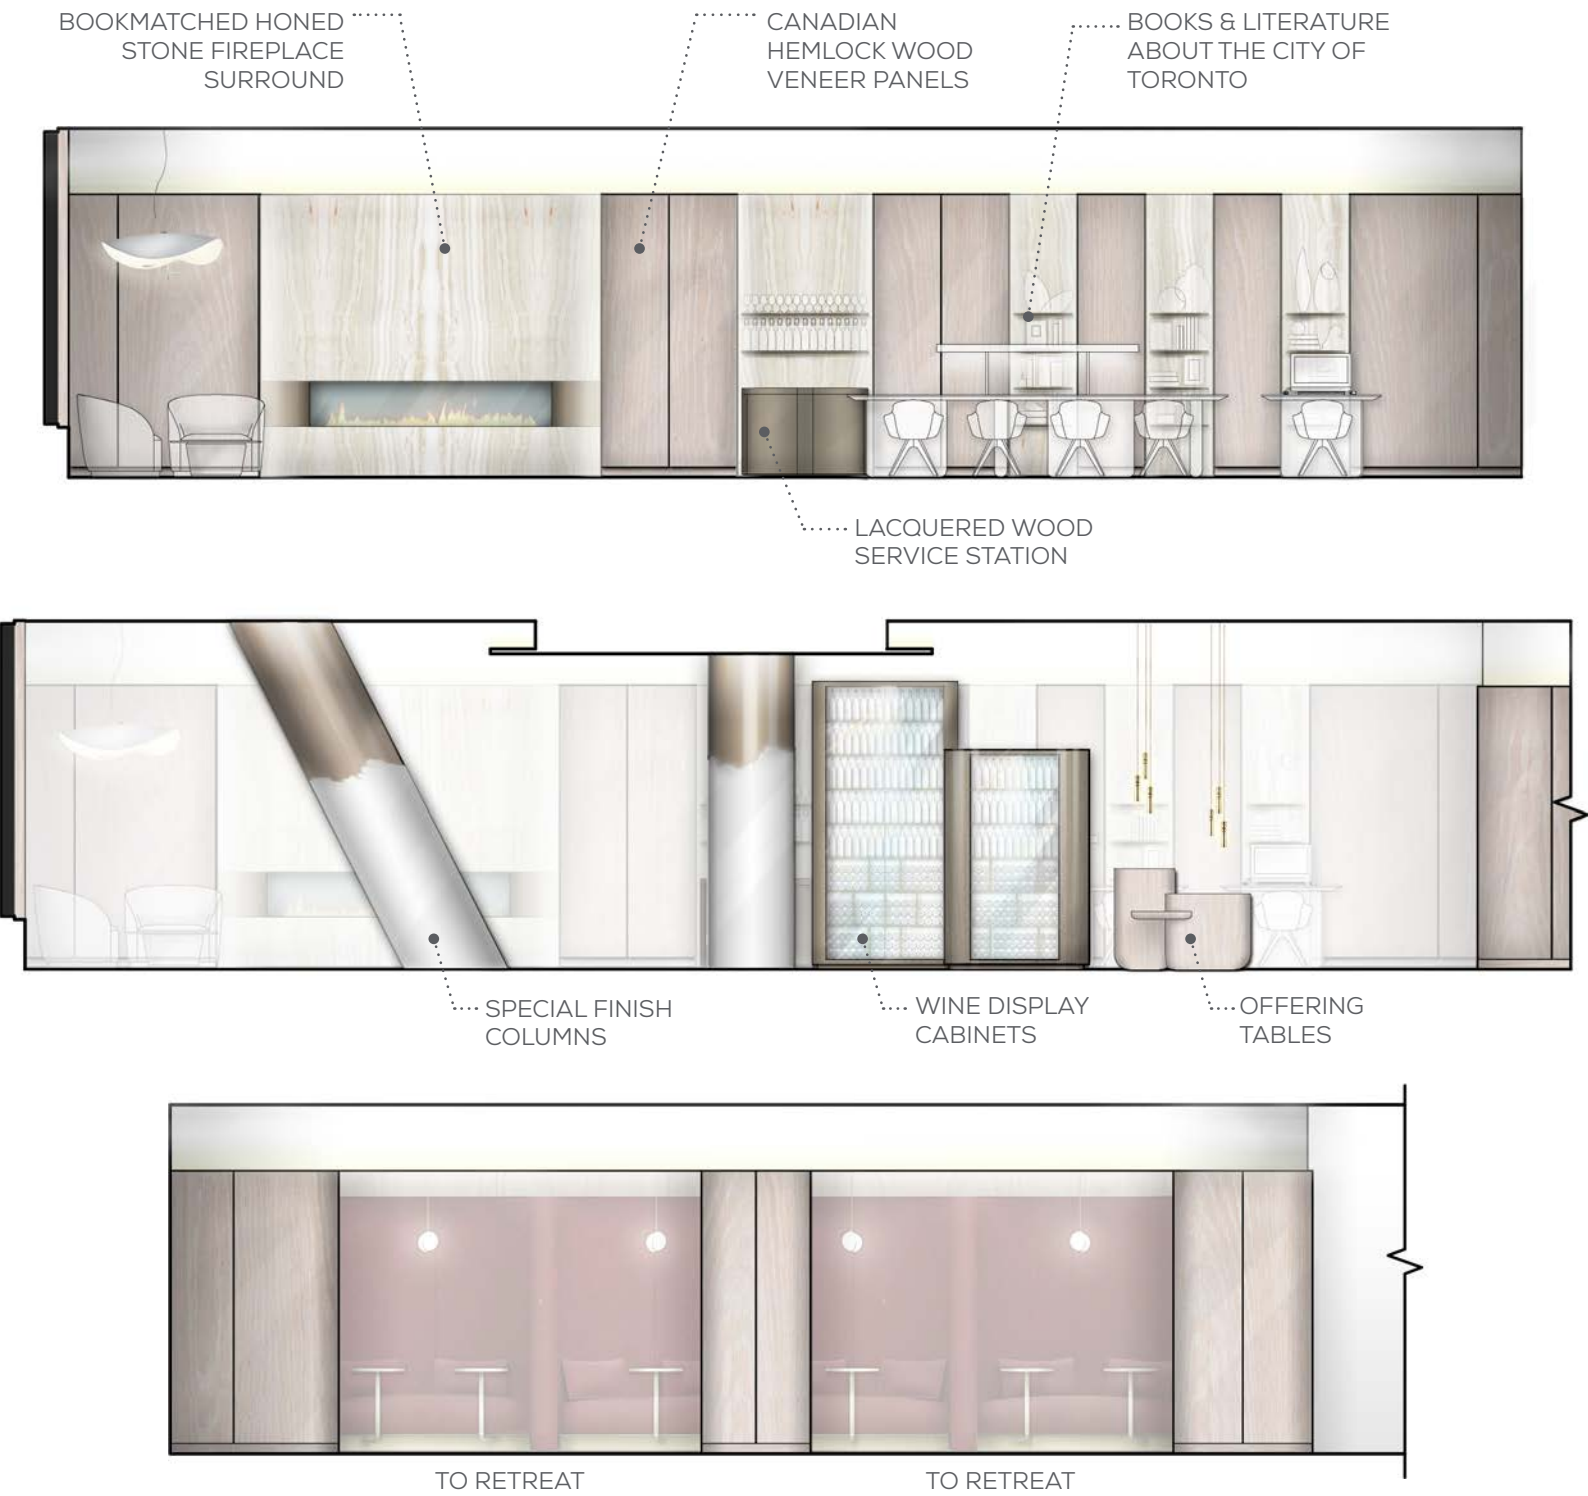 BOOKMATCHED HONED
STONE FIREPLACE
SURROUND
CANADIAN
HEMLOCK WOOD
VENEER PANELS
BOOKS & LITERATURE
ABOUT THE CITY OF
TORONTO
LACQUERED WOOD
SERVICE STATION
SPECIAL FINISH
COLUMNS
WINE DISPLAY
CABINETS
OFFERING
TABLES
TO RETREAT
TO RETREAT